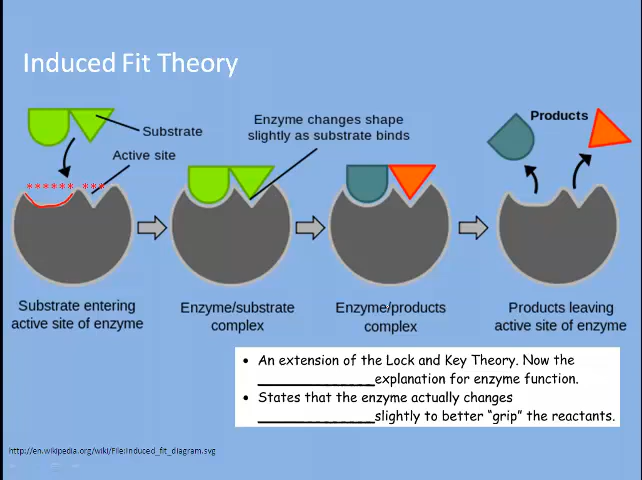 Induced Fit Theory
Substrate
Active site
****** ***
Enzyme changes shape
slightly as substrate binds
Products
Substrate entering
active site of enzyme
Enzyme/substrate
complex
Enzyme/products
complex
Products leaving
active site of enzyme
• An extension of the Lock and Key Theory. Now the
______________explanation for enzyme function.
• States that the enzyme actually changes
______________slightly to better “grip” the reactants.
http://en.wikipedia.org/wiki/File:Induced_fit_diagram.svg